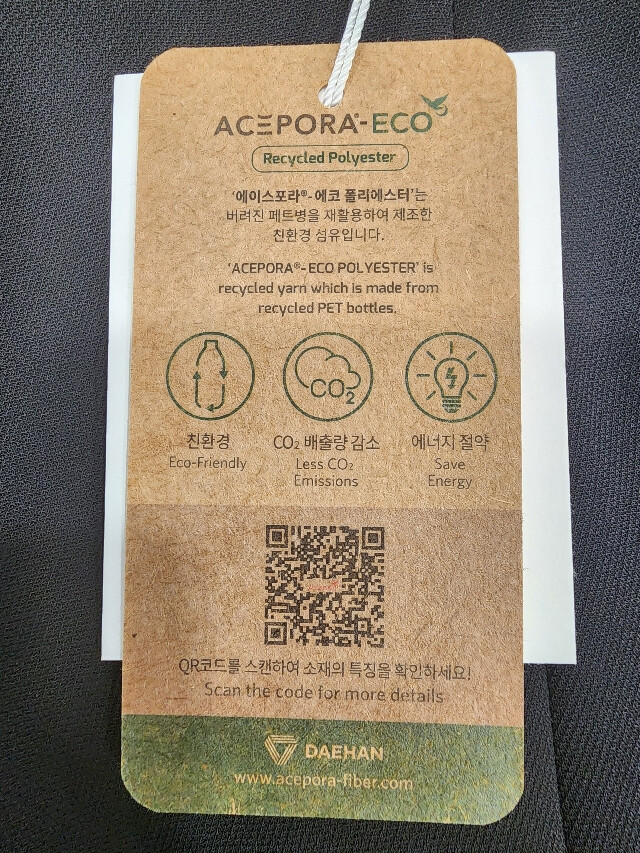 ACEPORA®-ECO
Recycled Polyester
'에이스포라®- 에코 폴리에스터'는
버려진 페트병을 재활용하여 제조한
친환경 섬유입니다.
'ACEPORA®-ECO POLYESTER' is
recycled yarn which is made from
recycled PET bottles.
CO₂
친환경
Eco-Friendly
CO₂ 배출량 감소
Less CO₂
Emissions
에너지 절약
Save
Energy
QR코드를 스캔하여 소재의 특징을 확인하세요!
Scan the code for more details
DAEHAN
www.acepora-fiber.com